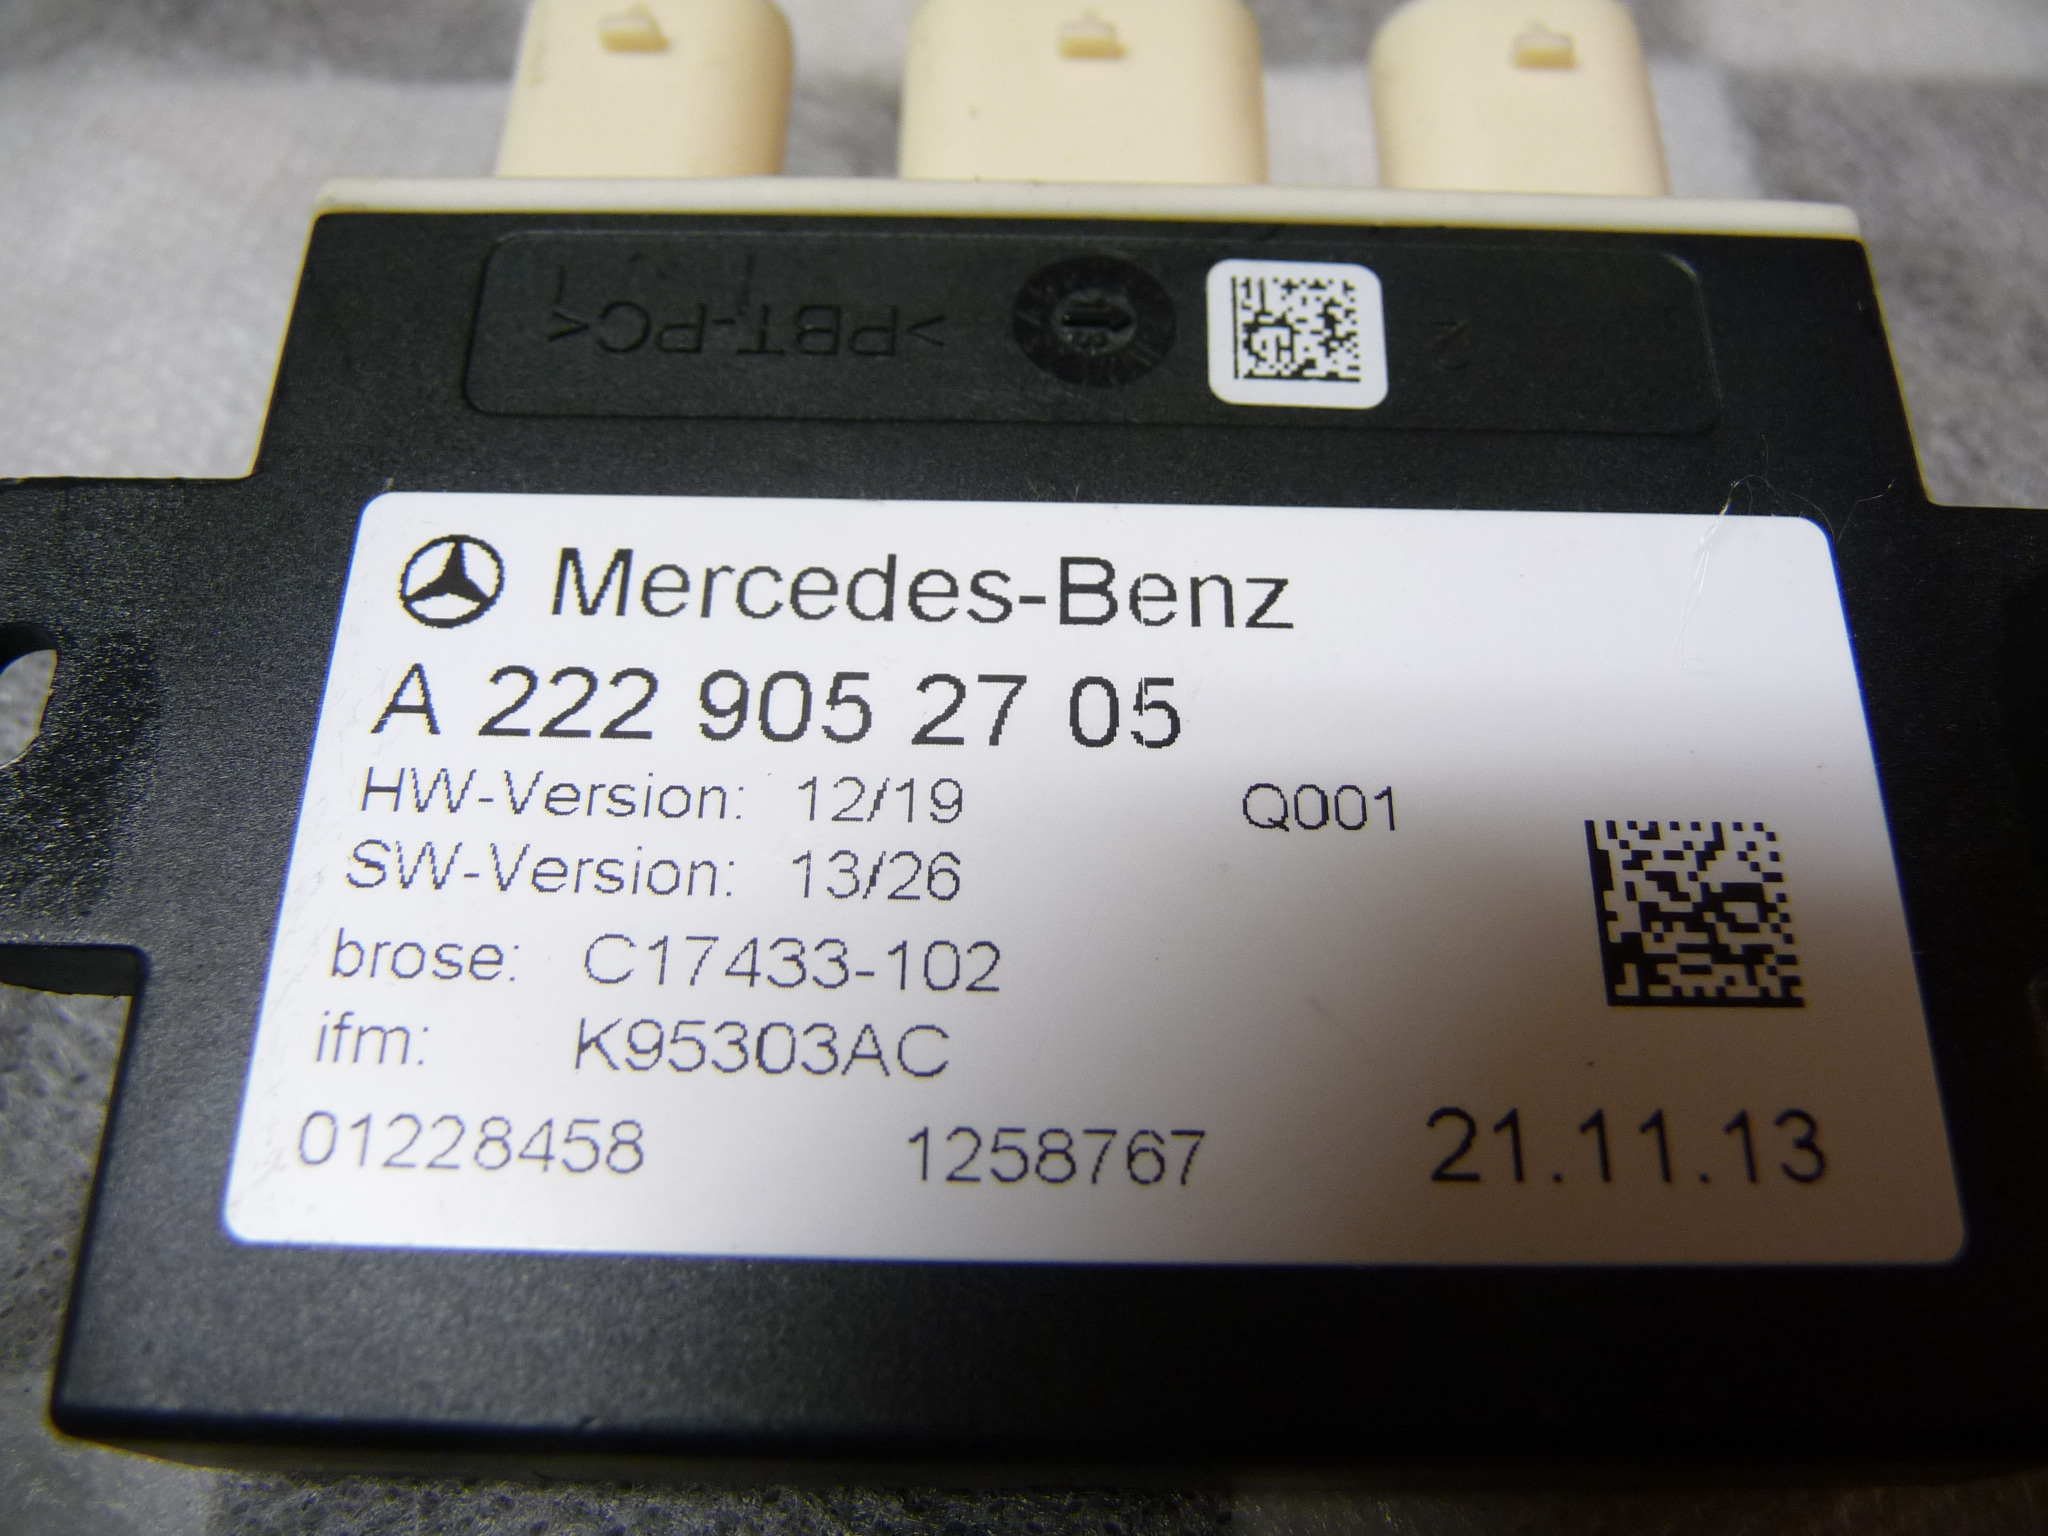 >PBT-PC<
2
Mercedes-Benz
A 222 905 27 05
HW-Version: 12/19 Q001
SW-Version: 13/26
brose: C17433-102
ifm: K95303AC
01228458 1258767 21.11.13